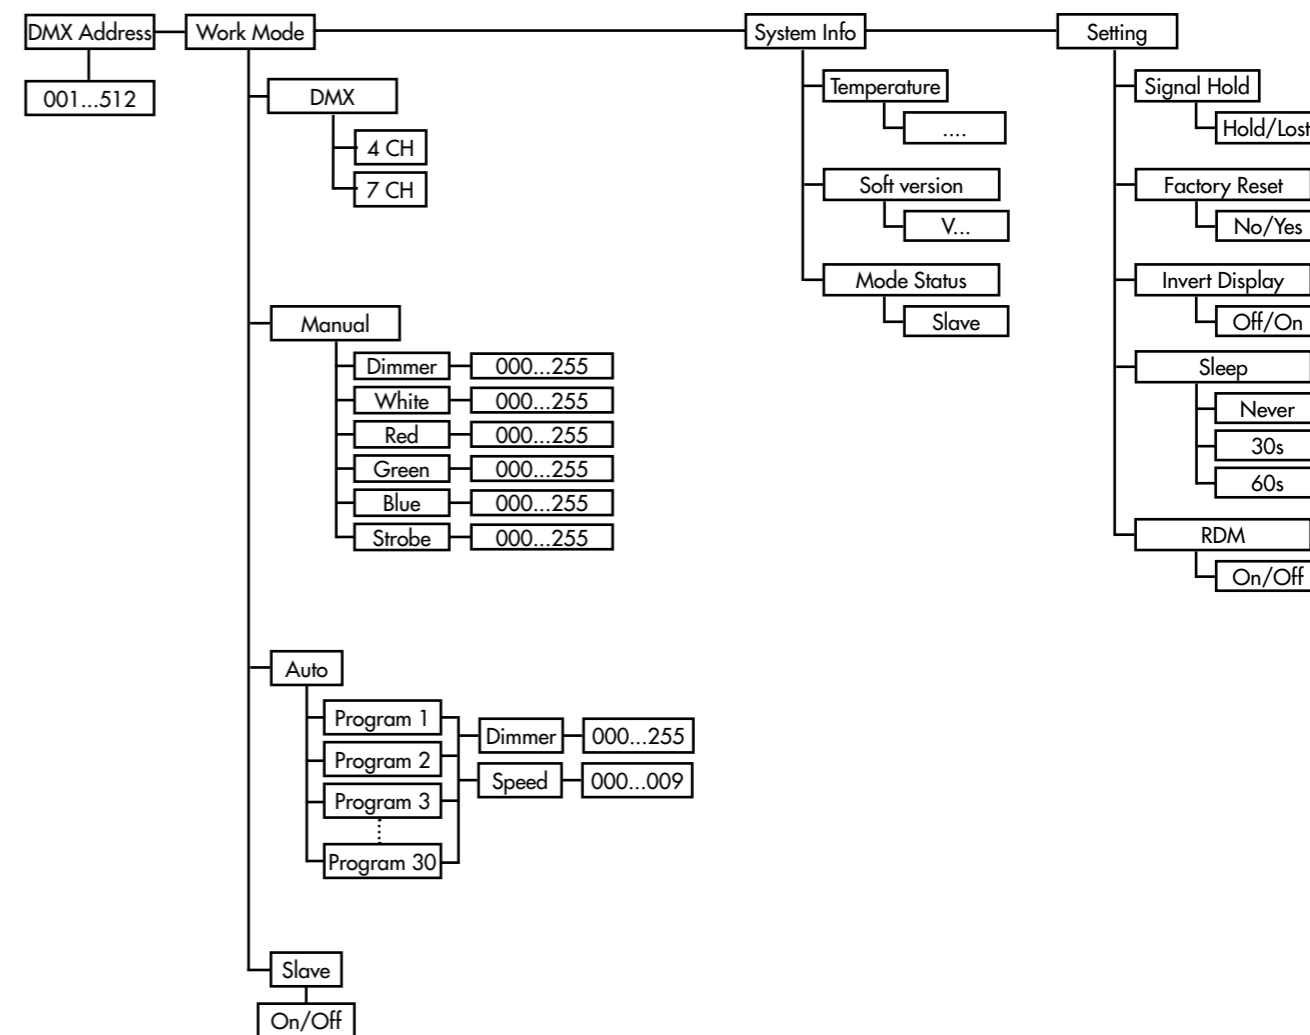 DMX Address
001...512
Work Mode
DMX
4 CH
7 CH
Manual
Dimmer 000...255
White 000...255
Red 000...255
Green 000...255
Blue 000...255
Strobe 000...255
Auto
Program 1
Program 2
Program 3
Program 30
Dimmer 000...255
Speed 000...009
Slave
On/Off
System Info
Temperature
....
Soft version
V...
Mode Status
Slave
Setting
Signal Hold
Hold/Lost
Factory Reset
No/Yes
Invert Display
Off/On
Sleep
Never
30s
60s
RDM
On/Off